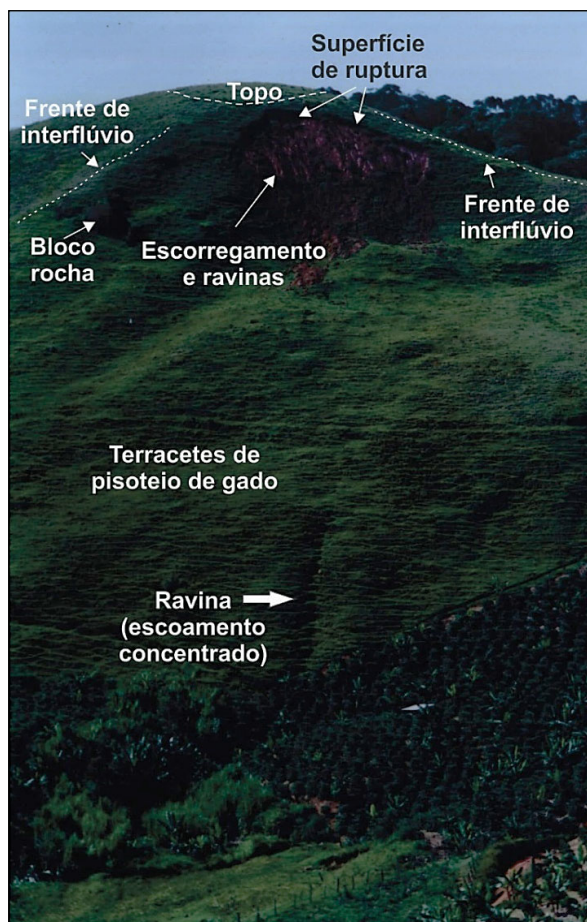 Superfície
de ruptura
Topo
Frente de
interflúvio
Frente de
interflúvio
Bloco
rocha
Escorregamento
e ravinas
Terracetes de
pisoteio de gado
Ravina
(escoamento
concentrado)